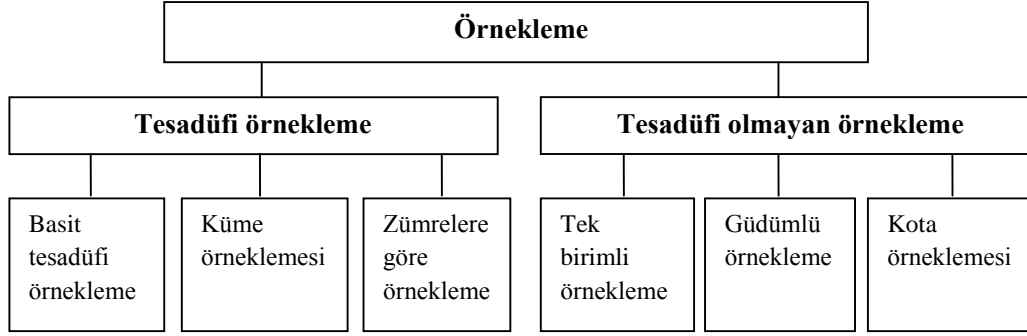 Örnekleme
Tesadüfi örnekleme
Tesadüfi olmayan örnekleme
Basit
tesadüfi
örnekleme
Küme
örneklemesi
Zümrelere
göre
örnekleme
Tek
birimli
örnekleme
Güdümlü
örnekleme
Kota
örneklemesi